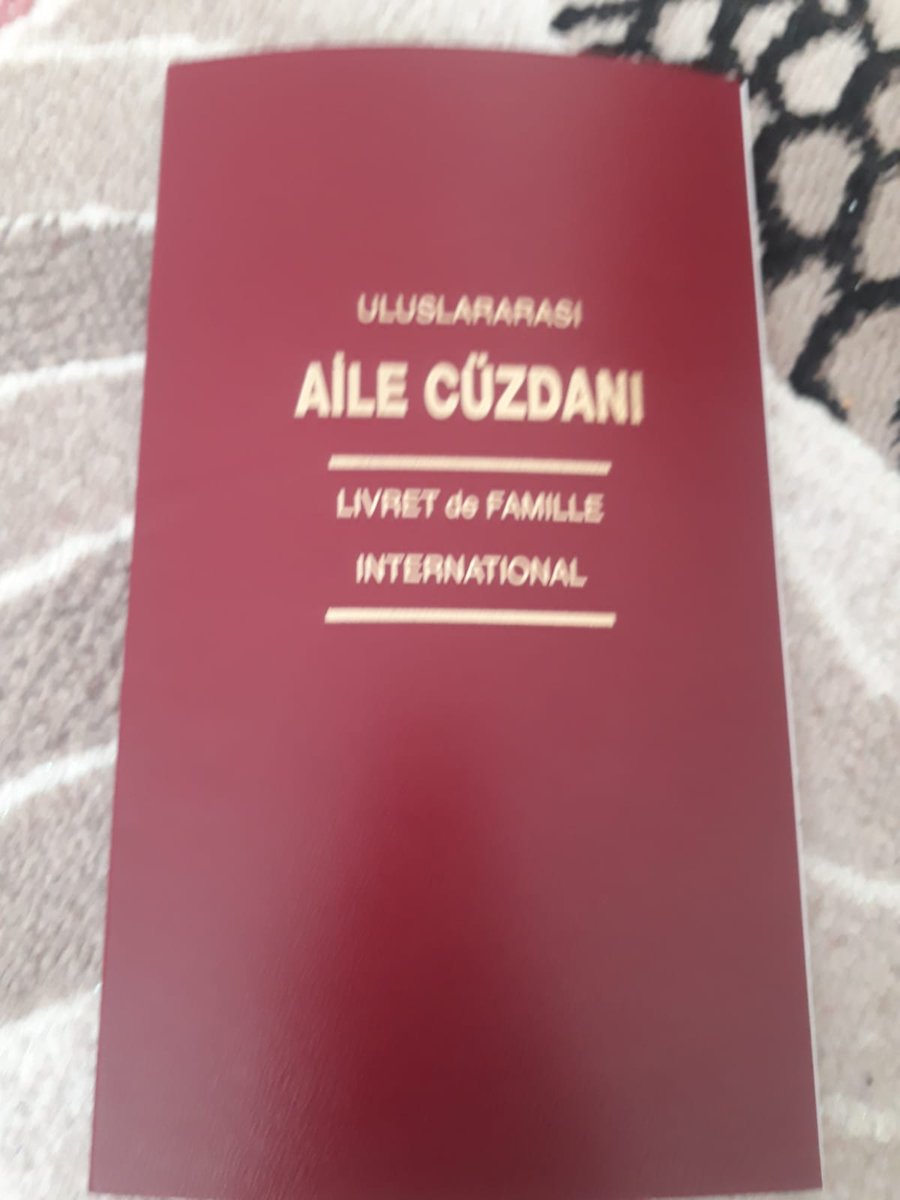 ULUSLARARASI
AİLE CÜZDANI
LIVRET de FAMILLE
INTERNATIONAL